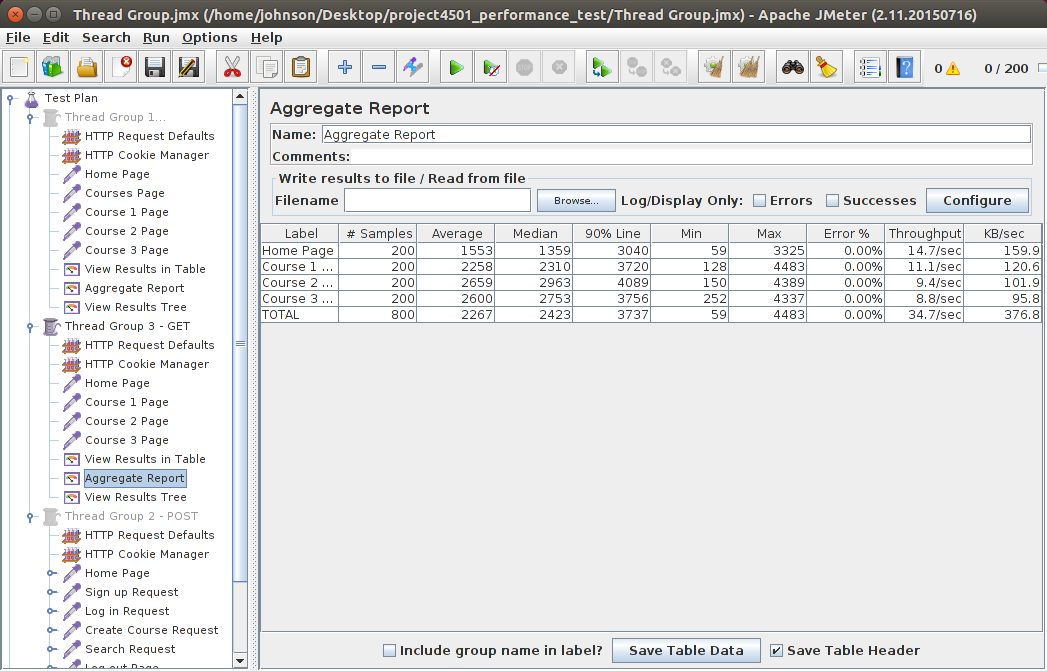 Thread Group.jmx (/home/johnson/Desktop/project4501_performance_test/Thread Group.jmx) - Apache JMeter (2.11.20150716)
File Edit Search Run Options Help
0 0 / 200
Test Plan
Thread Group 1...
HTTP Request Defaults
HTTP Cookie Manager
Home Page
Courses Page
Course 1 Page
Course 2 Page
Course 3 Page
View Results in Table
Aggregate Report
View Results Tree
Thread Group 3 - GET
HTTP Request Defaults
HTTP Cookie Manager
Home Page
Course 1 Page
Course 2 Page
Course 3 Page
View Results in Table
Aggregate Report
View Results Tree
Thread Group 2 - POST
HTTP Request Defaults
HTTP Cookie Manager
Home Page
Sign up Request
Log in Request
Create Course Request
Search Request
Log out Page
Aggregate Report
Name: Aggregate Report
Comments:
Write results to file / Read from file
Filename Browse... Log/Display Only: Errors Successes Configure
Label # Samples Average Median 90% Line Min Max Error % Throughput KB/sec
Home Page 200 1553 1359 3040 59 3325 0.00% 14.7/sec 159.9
Course 1 ... 200 2258 2310 3720 128 4483 0.00% 11.1/sec 120.6
Course 2 ... 200 2659 2963 4089 150 4389 0.00% 9.4/sec 101.9
Course 3 ... 200 2600 2753 3756 252 4337 0.00% 8.8/sec 95.8
TOTAL 800 2267 2423 3737 59 4483 0.00% 34.7/sec 376.8
Include group name in label? Save Table Data Save Table Header